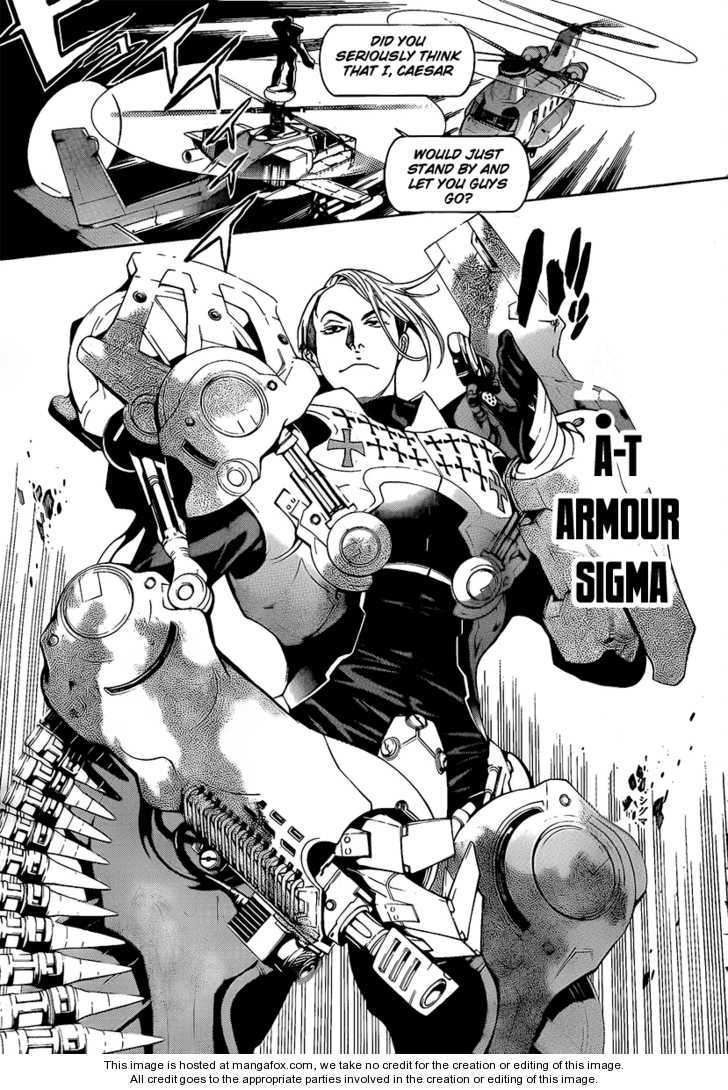 DID YOU
SERIOUSLY THINK
THAT I, CAESAR
WOULD JUST
STAND BY AND
LET YOU GUYS
GO?
A-T
ARMOUR
SIGMA
This image is hosted at mangafox.com, we take no credit for the creation or editing of this image.
All credit goes to the appropriate parties involved in the creation or editing of this image.